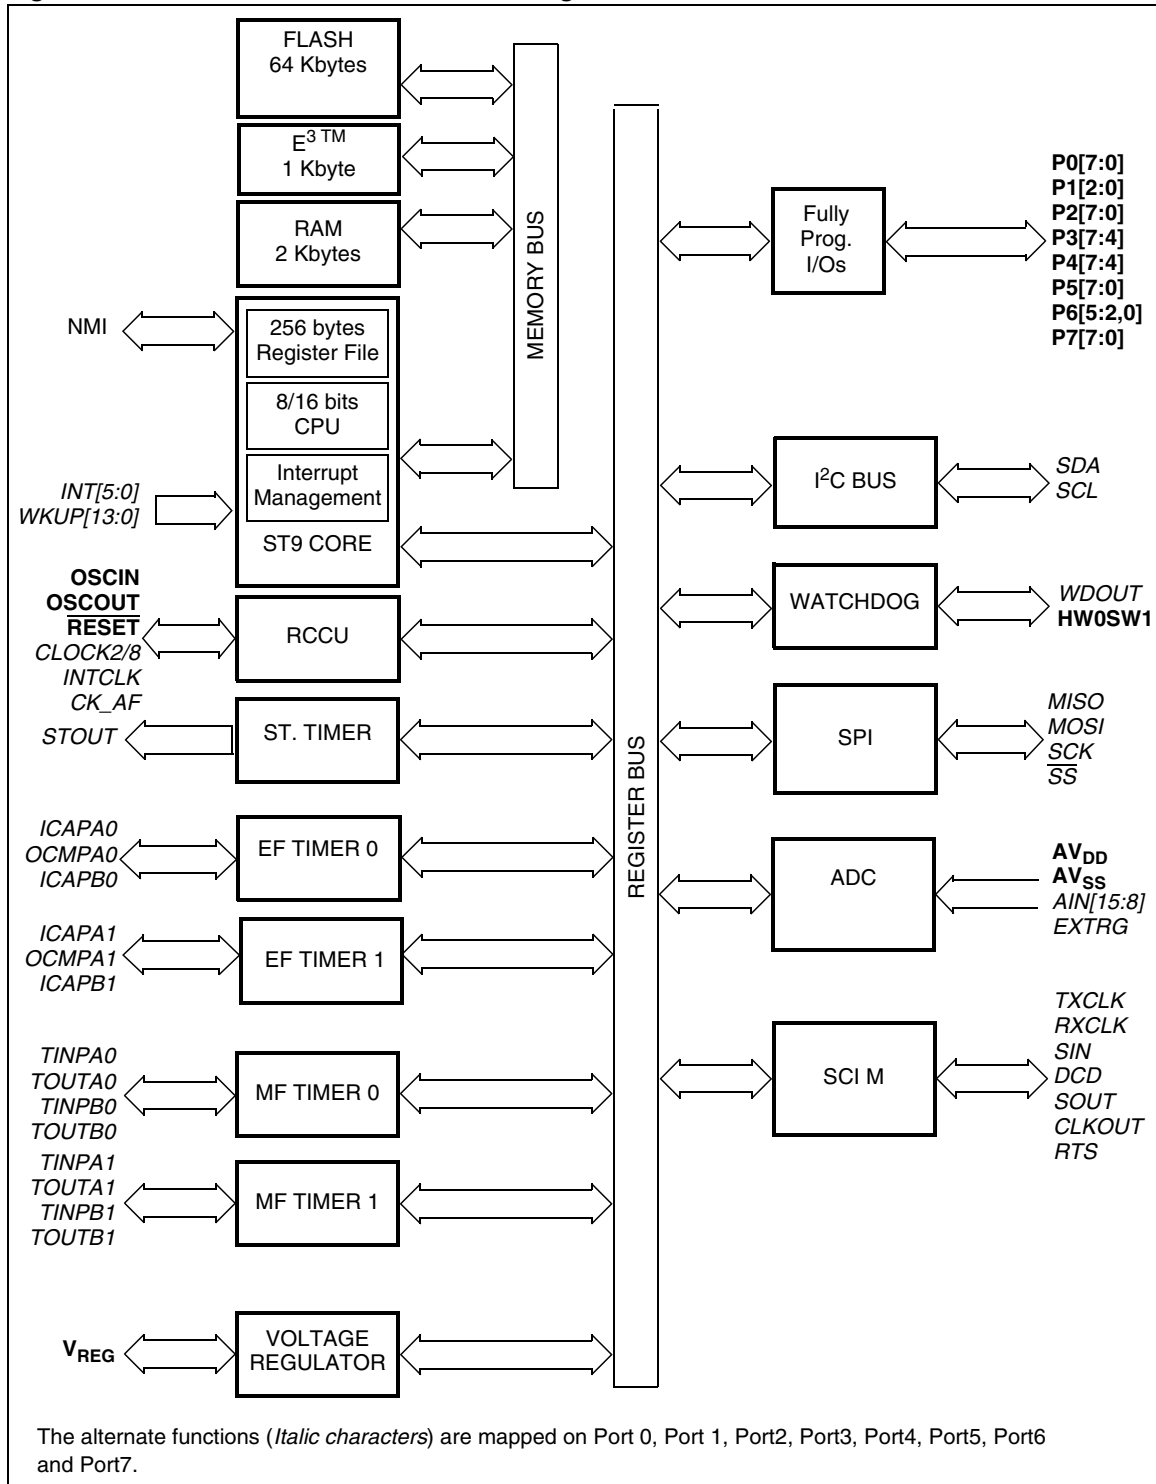 FLASH
64 Kbytes
E3 TM
1 Kbyte
RAM
2 Kbytes
NMI
256 bytes
Register File
8/16 bits
CPU
Interrupt
Management
ST9 CORE
INT[5:0]
WKUP[13:0]
MEMORY BUS
OSCIN
OSCOUT
RESET
CLOCK2/8
INTCLK
CK_AF
RCCU
STOUT
ST. TIMER
ICAPA0
OCMPA0
ICAPB0
EF TIMER 0
ICAPA1
OCMPA1
ICAPB1
EF TIMER 1
TINPA0
TOUTA0
TINPB0
TOUTB0
MF TIMER 0
TINPA1
TOUTA1
TINPB1
TOUTB1
MF TIMER 1
VREG
VOLTAGE
REGULATOR
REGISTER BUS
Fully
Prog.
I/Os
P0[7:0]
P1[2:0]
P2[7:0]
P3[7:4]
P4[7:4]
P5[7:0]
P6[5:2,0]
P7[7:0]
I2C BUS
SDA
SCL
WATCHDOG
WDOUT
HW0SW1
SPI
MISO
MOSI
SCK
SS
ADC
AVDD
AVSS
AIN[15:8]
EXTRG
SCI M
TXCLK
RXCLK
SIN
DCD
SOUT
CLKOUT
RTS
The alternate functions (Italic characters) are mapped on Port 0, Port 1, Port2, Port3, Port4, Port5, Port6
and Port7.